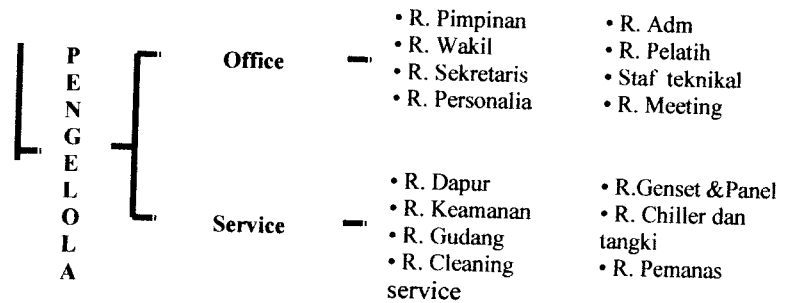 PENGELOLA
Office
• R. Pimpinan
• R. Wakil
• R. Sekretaris
• R. Personalia
• R. Adm
• R. Pelatih
• Staf teknikal
• R. Meeting
Service
• R. Dapur
• R. Keamanan
• R. Gudang
• R. Cleaning
service
• R.Genset &Panel
• R. Chiller dan
tangki
• R. Pemanas